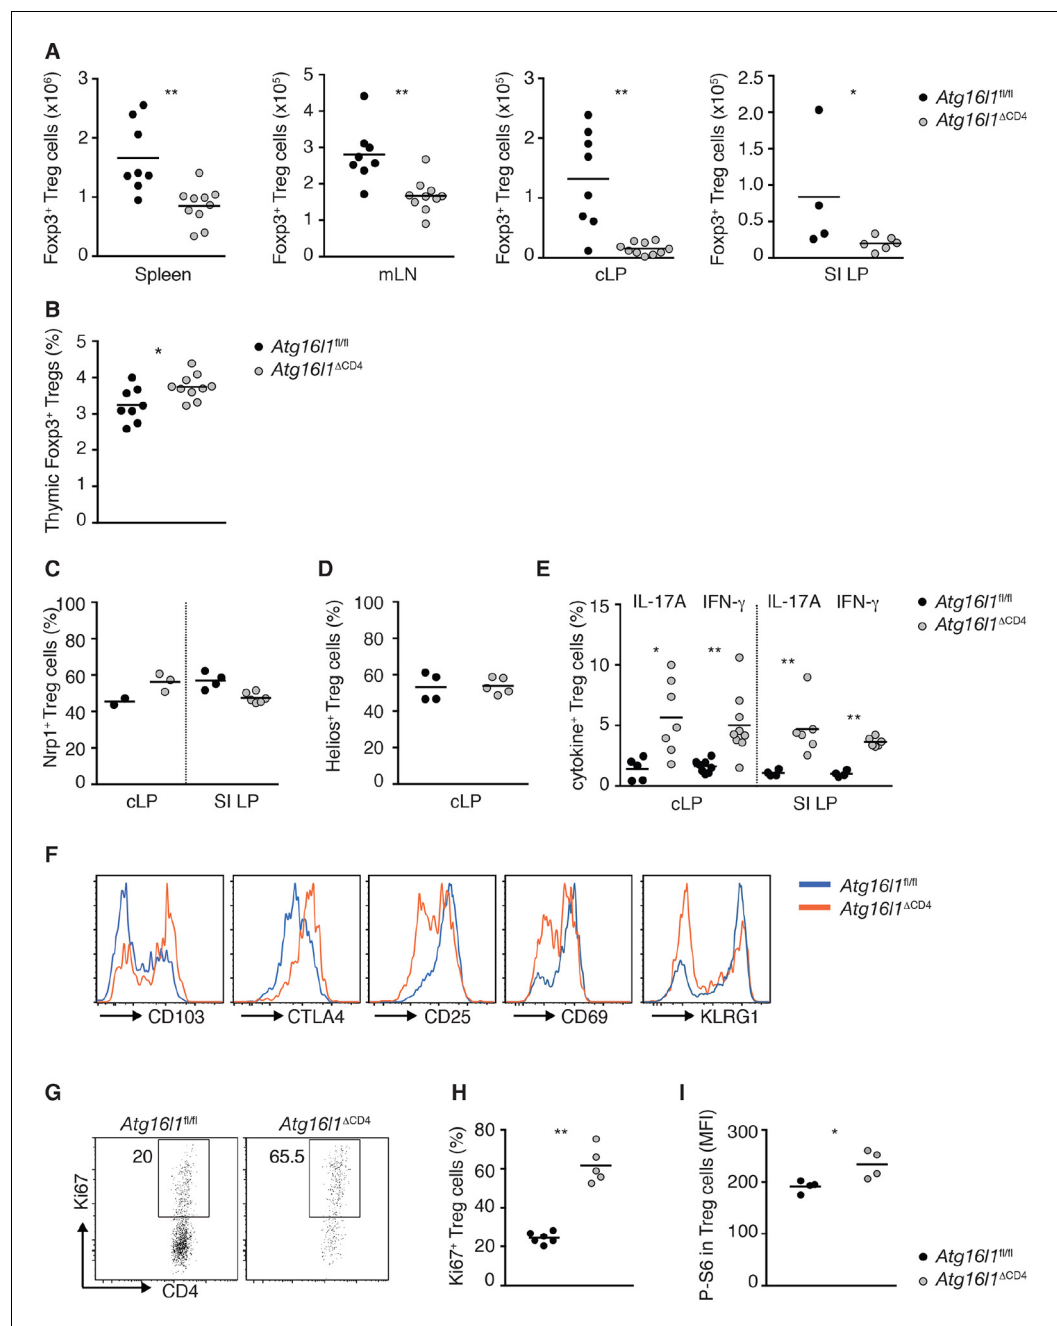 A
Foxp3⁺ Treg cells (x10⁶)
3
2
1
0
**
Spleen
Foxp3⁺ Treg cells (x10⁵)
5
4
3
2
1
0
**
mLN
Foxp3⁺ Treg cells (x10⁵)
3
2
1
0
**
cLP
Foxp3⁺ Treg cells (x10⁵)
2.5
2.0
1.5
1.0
0.5
0
*
SI LP
Atg16l1fl/fl
Atg16l1ΔCD4
B
Thymic Foxp3⁺ Tregs (%)
5
4
3
2
1
0
*
Atg16l1fl/fl
Atg16l1ΔCD4
C
Nrp1⁺ Treg cells (%)
100
80
60
40
20
0
cLP SI LP
D
Helios⁺ Treg cells (%)
100
80
60
40
20
0
cLP
E
cytokine⁺ Treg cells (%)
15
10
5
0
IL-17A IFN-γ IL-17A IFN-γ
* ** ** **
cLP SI LP
Atg16l1fl/fl
Atg16l1ΔCD4
F
CD103 CTLA4 CD25 CD69 KLRG1
Atg16l1fl/fl
Atg16l1ΔCD4
G
Atg16l1fl/fl Atg16l1ΔCD4
20 65.5
Ki67
CD4
H
Ki67⁺ Treg cells (%)
80
60
40
20
0
**
I
P-S6 in Treg cells (MFI)
300
200
100
0
*
Atg16l1fl/fl
Atg16l1ΔCD4